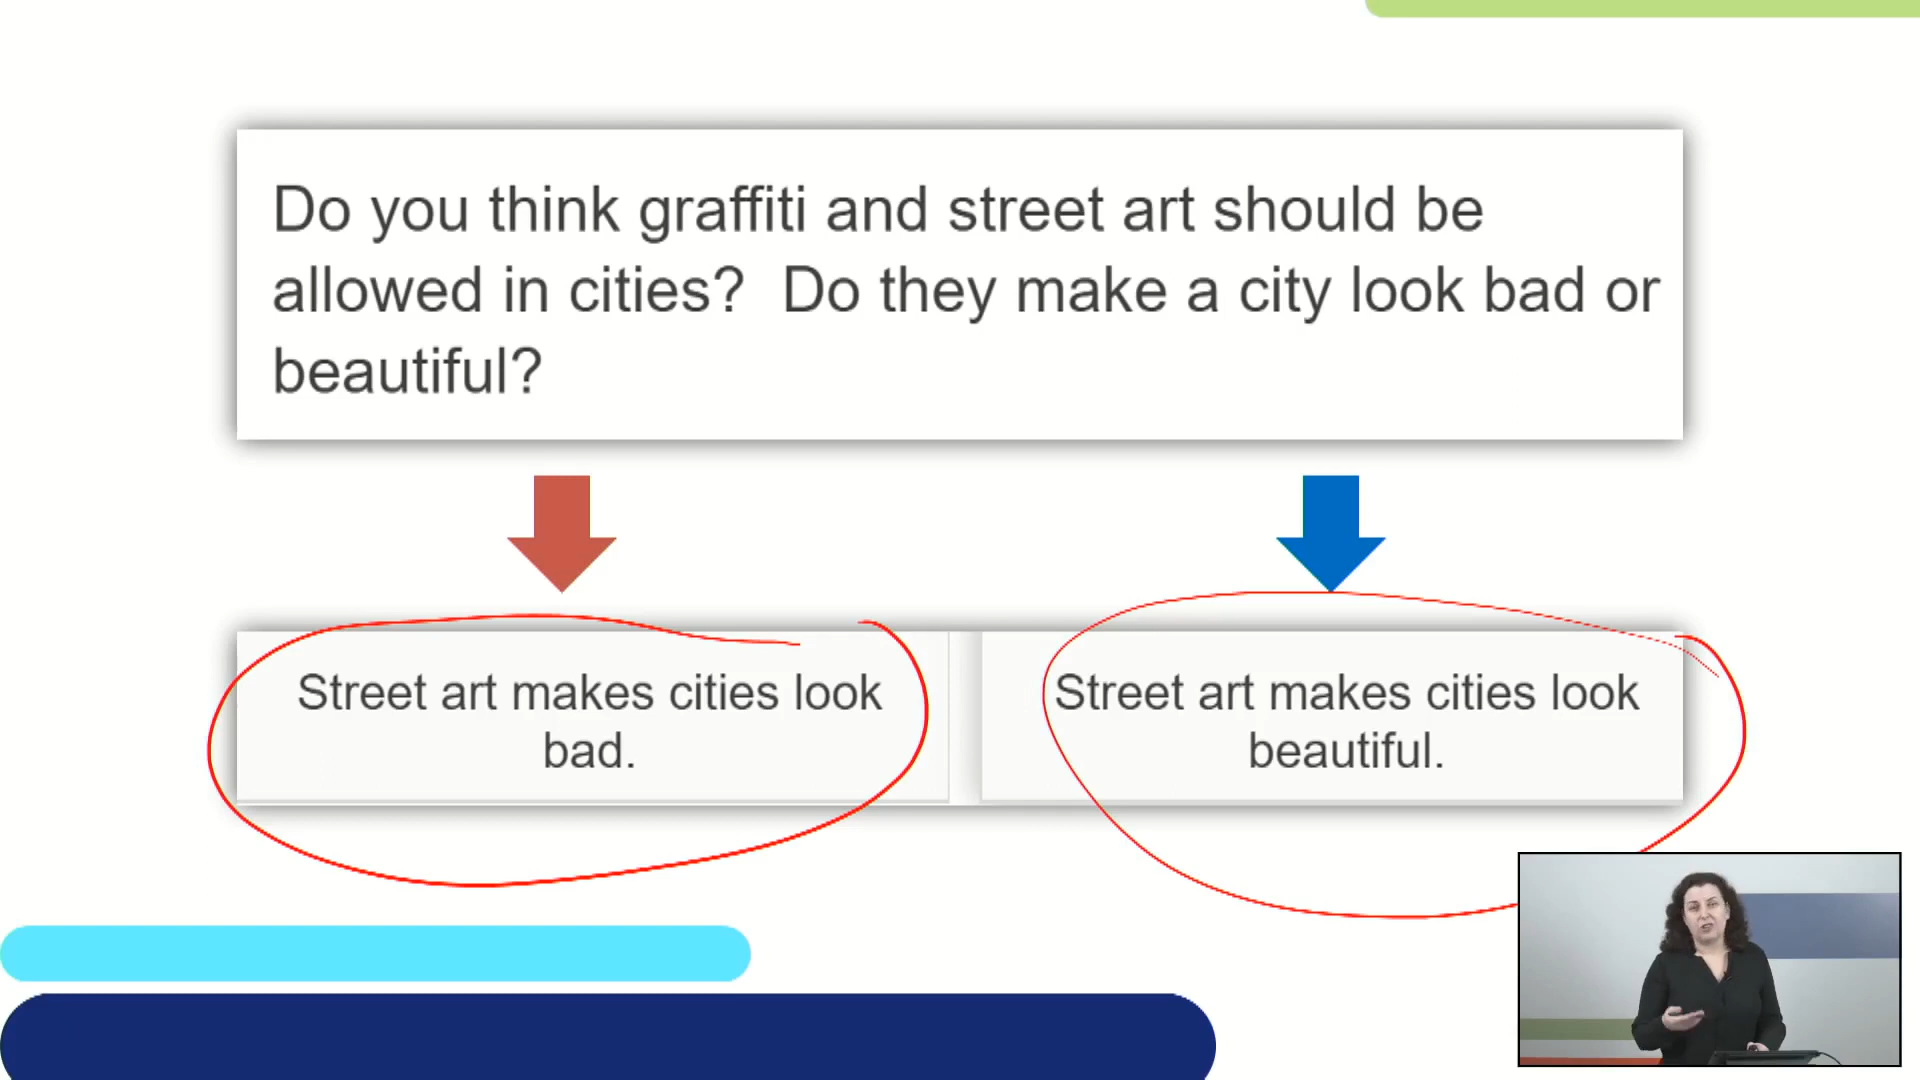 Do you think graffiti and street art should be
allowed in cities?  Do they make a city look bad or
beautiful?
Street art makes cities look
bad.
Street art makes cities look
beautiful.